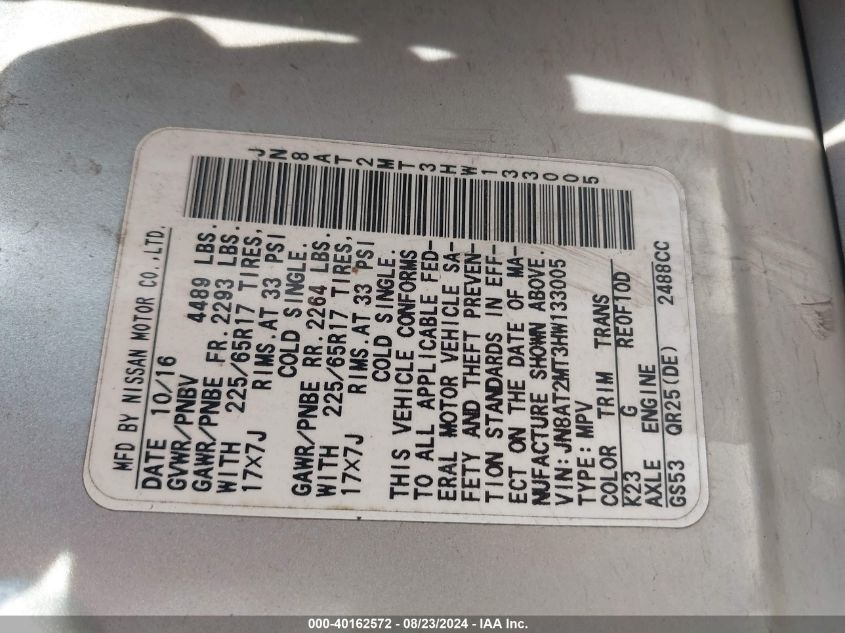 JN8AT2MT3HW133005
MFD BY NISSAN MOTOR CO.,LTD.
DATE 10/16
GVWR/PNBV 4489 LBS.
GAWR/PNBE FR. 2293 LBS.
WITH 225/65R17 TIRES,
17X7J RIMS.AT 33 PSI
COLD SINGLE.
GAWR/PNBE RR. 2264 LBS.
WITH 225/65R17 TIRES,
17X7J RIMS.AT 33 PSI
COLD SINGLE.
THIS VEHICLE CONFORMS
TO ALL APPLICABLE FED-
ERAL MOTOR VEHICLE SA-
FETY AND THEFT PREVEN-
TION STANDARDS IN EFF-
ECT ON THE DATE OF MA-
NUFACTURE SHOWN ABOVE.
VIN:JN8AT2MT3HW133005
TYPE: MPV
COLOR TRIM TRANS
K23 G RE0F10D
AXLE ENGINE
GS53 QR25(DE) 2488CC
000-40162572 - 08/23/2024 - IAA Inc.